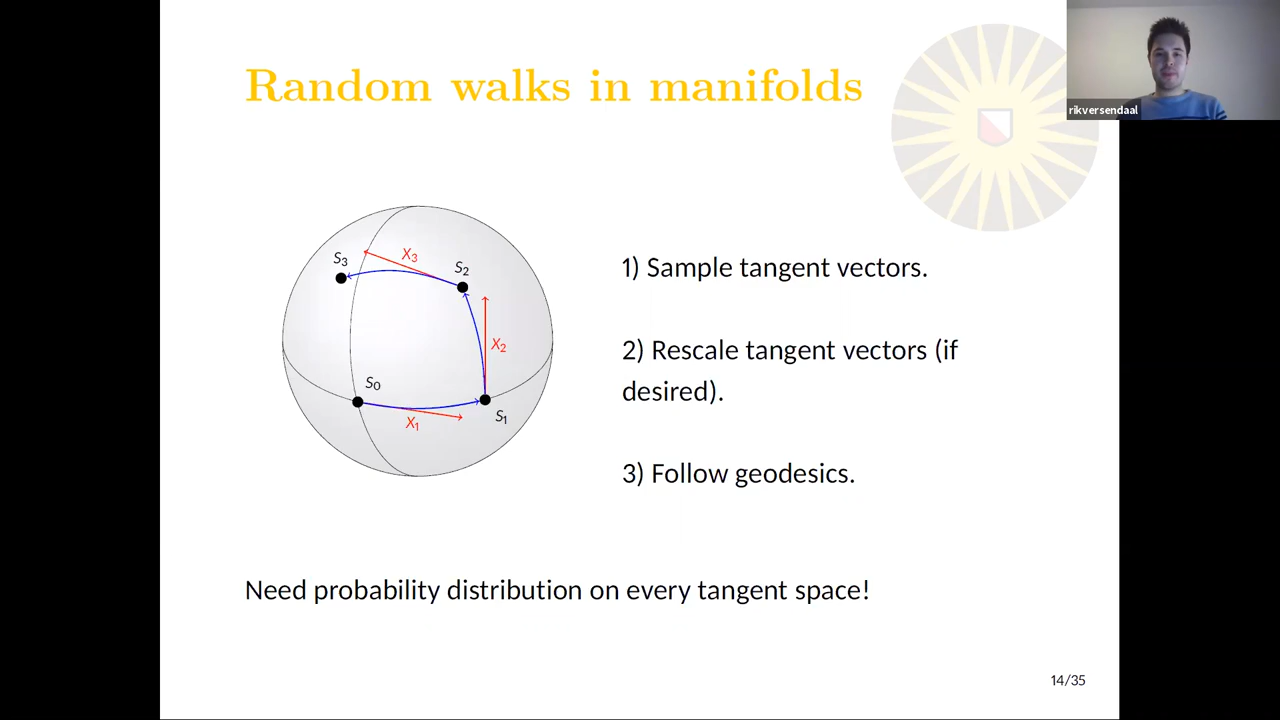 Random walks in manifolds
rikversendaal
S₃
X₃
S₂
X₂
S₀
X₁
S₁
1) Sample tangent vectors.
2) Rescale tangent vectors (if
desired).
3) Follow geodesics.
Need probability distribution on every tangent space!
14/35